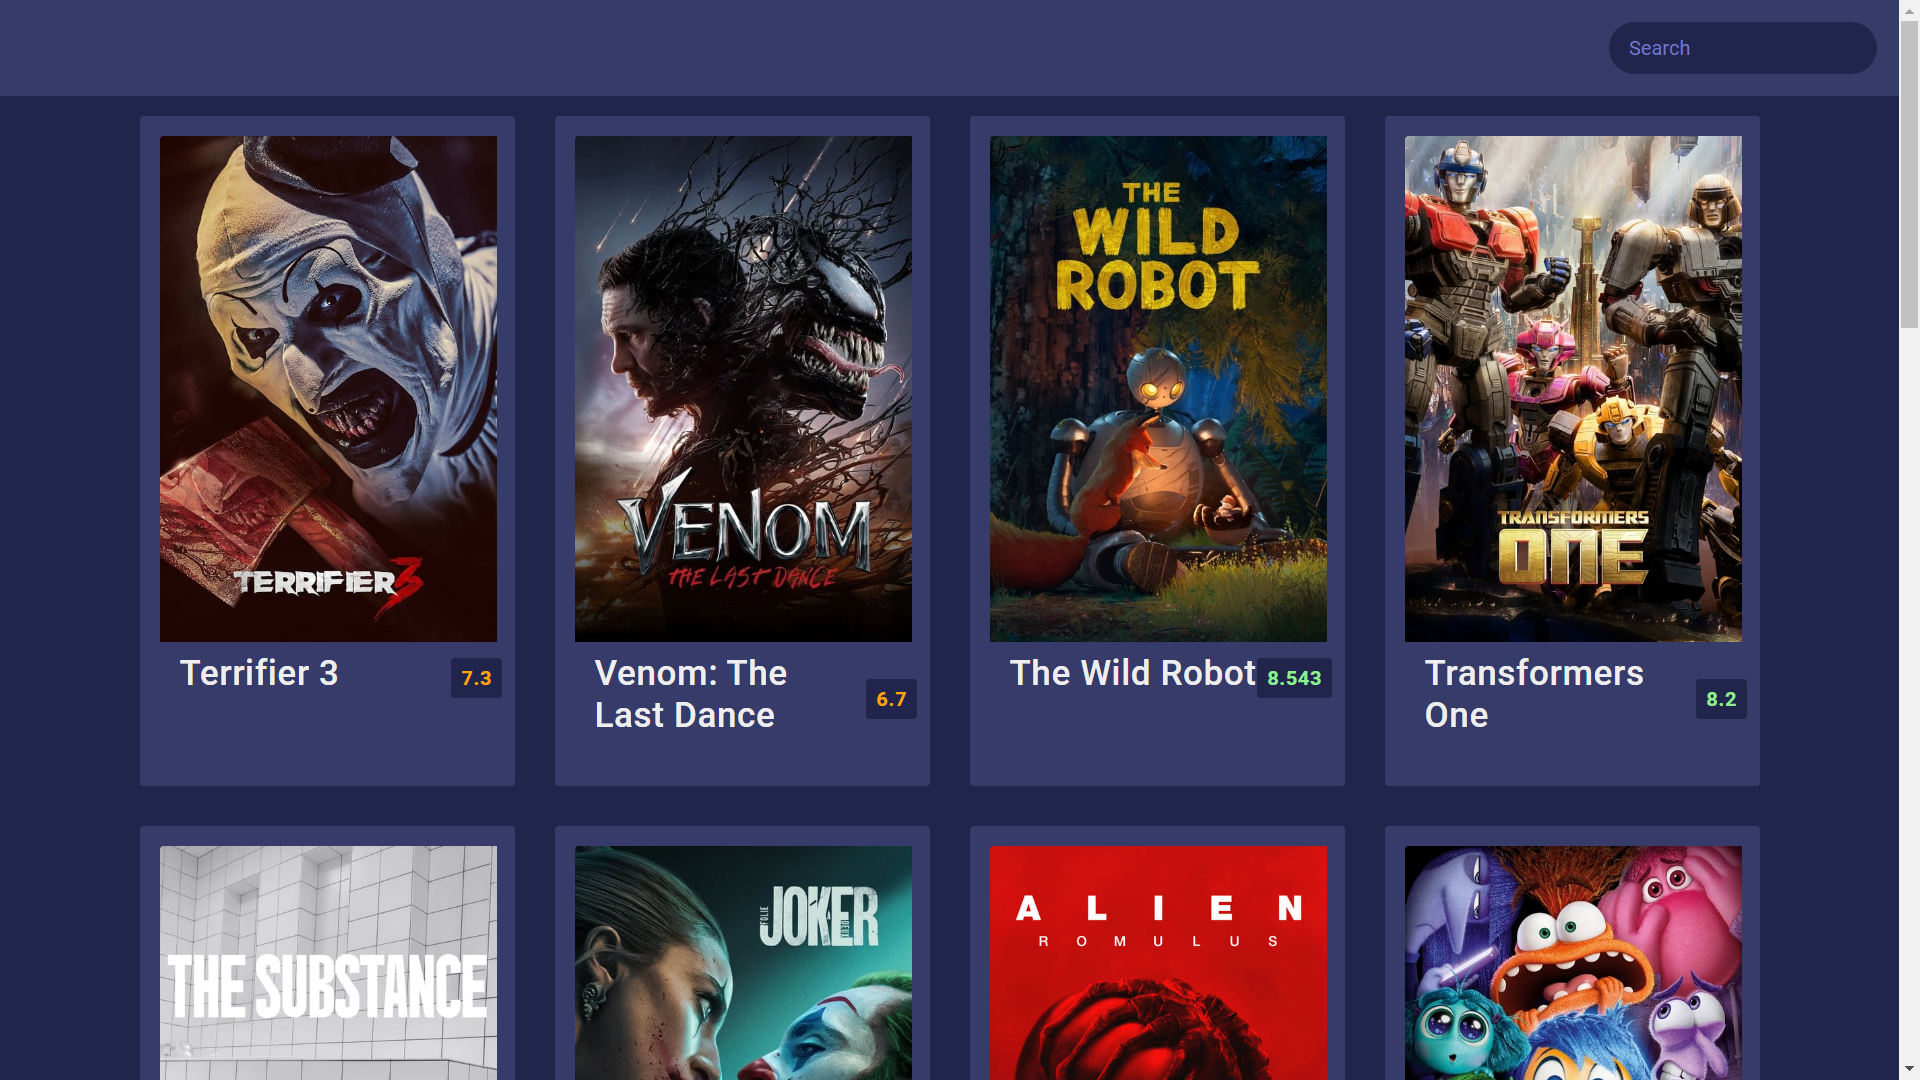 Search
TERRIFIER 3
VENOM
THE LAST DANCE
THE
WILD
ROBOT
TRANSFORMERS
ONE
Terrifier 3
7.3
Venom: The
Last Dance
6.7
The Wild Robot
8.543
Transformers
One
8.2
THE SUBSTANCE
JOKER
FOLIE
À DEUX
ALIEN
ROMULUS